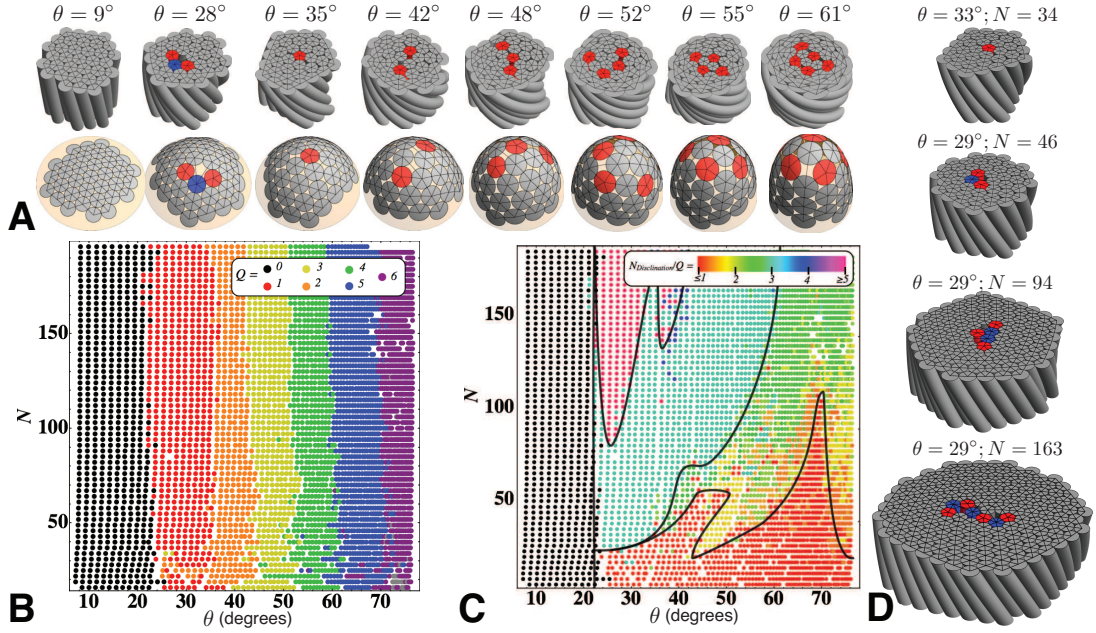 θ = 9° θ = 28° θ = 35° θ = 42° θ = 48° θ = 52° θ = 55° θ = 61°
A
B
N
150
100
50
10 20 30 40 50 60 70
θ (degrees)
Q = 0 3 4 6
1 2 5
C
150
100
50
10 20 30 40 50 60 70
θ (degrees)
N_Disclination/Q =
≤1 2 3 4 ≥5
D
θ = 33°; N = 34
θ = 29°; N = 46
θ = 29°; N = 94
θ = 29°; N = 163